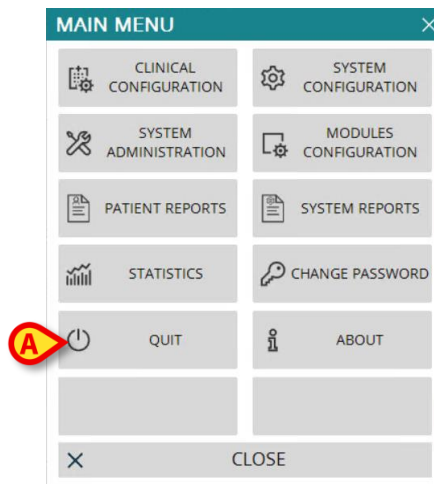 MAIN MENU
CLINICAL
CONFIGURATION
SYSTEM
CONFIGURATION
SYSTEM
ADMINISTRATION
MODULES
CONFIGURATION
PATIENT REPORTS
SYSTEM REPORTS
STATISTICS
CHANGE PASSWORD
A
QUIT
ABOUT
CLOSE